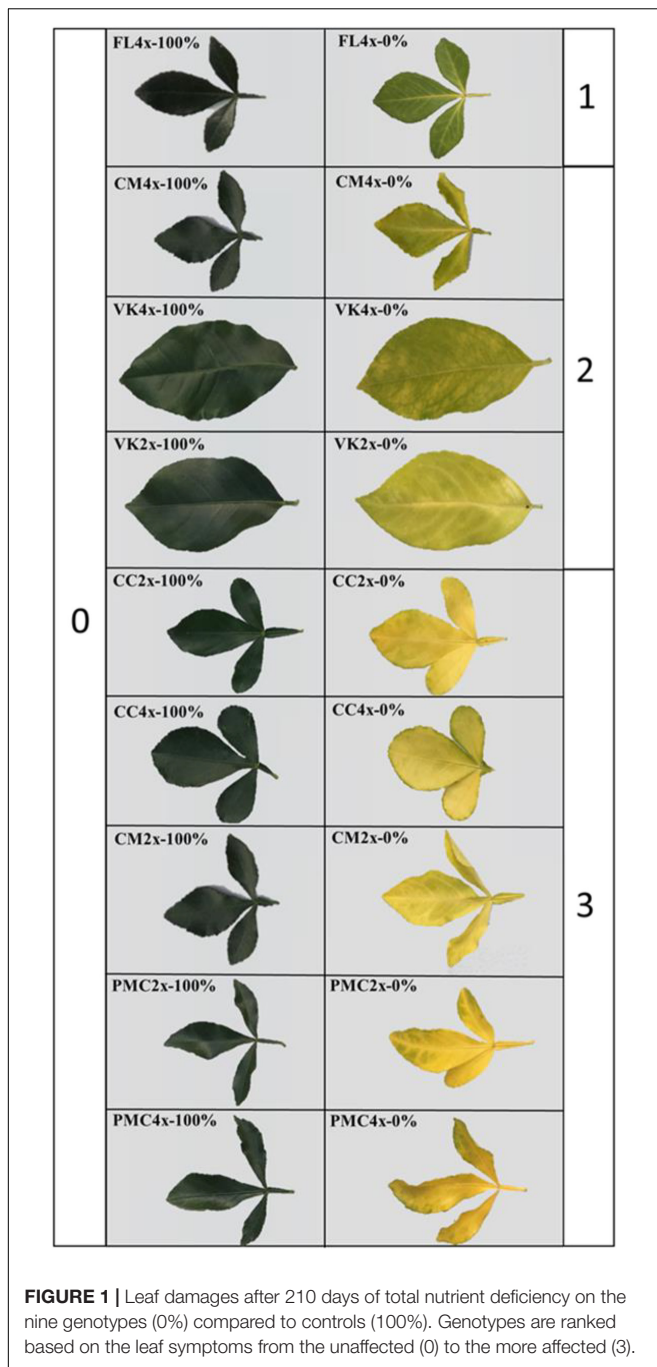 FL4x-100%
FL4x-0%
1
CM4x-100%
CM4x-0%
VK4x-100%
VK4x-0%
2
VK2x-100%
VK2x-0%
0
CC2x-100%
CC2x-0%
CC4x-100%
CC4x-0%
CM2x-100%
CM2x-0%
3
PMC2x-100%
PMC2x-0%
PMC4x-100%
PMC4x-0%
FIGURE 1 | Leaf damages after 210 days of total nutrient deficiency on the
nine genotypes (0%) compared to controls (100%). Genotypes are ranked
based on the leaf symptoms from the unaffected (0) to the more affected (3).